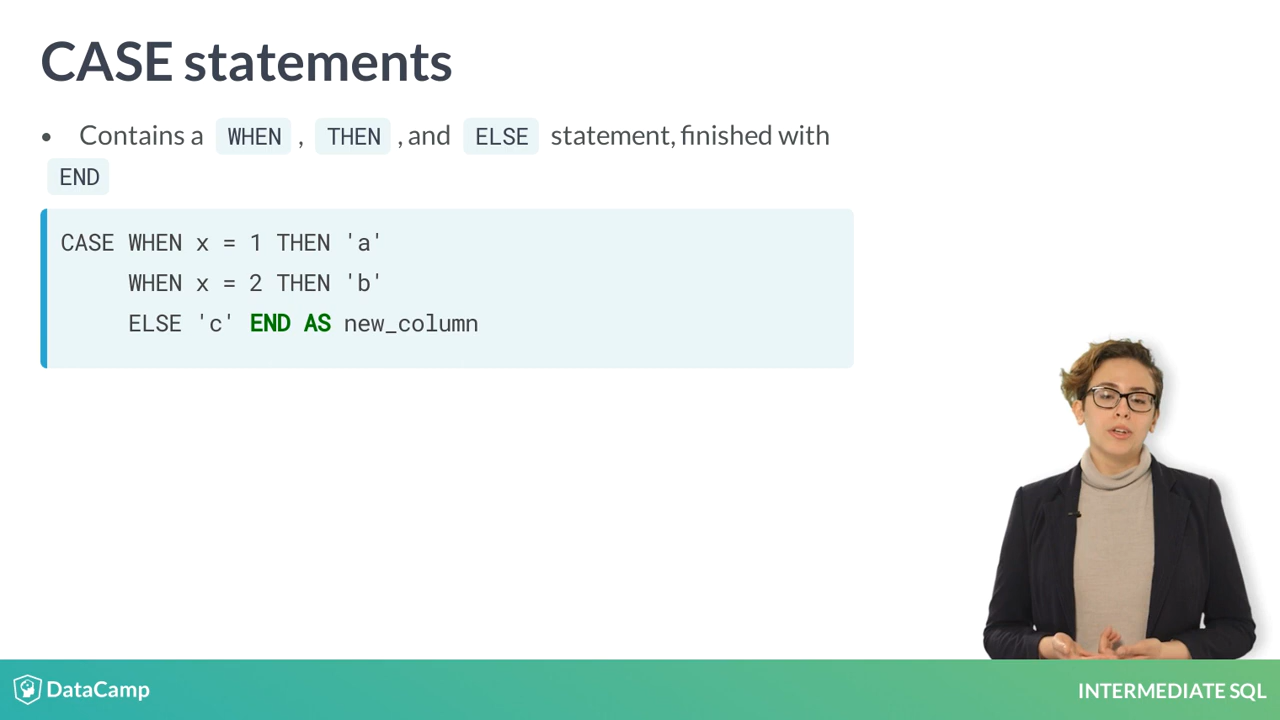 CASE statements
• Contains a WHEN , THEN , and ELSE statement, finished with
END
CASE WHEN x = 1 THEN 'a'
WHEN x = 2 THEN 'b'
ELSE 'c' END AS new_column
DataCamp
INTERMEDIATE SQL